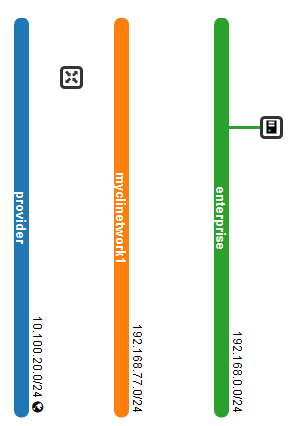 provider
10.100.20.0/24
myclinetwork1
192.168.77.0/24
enterprise
192.168.0.0/24